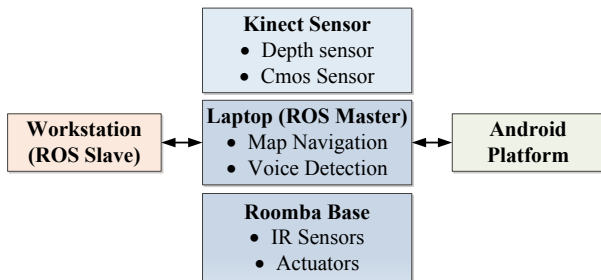 Kinect Sensor
• Depth sensor
• Cmos Sensor
Workstation
(ROS Slave)
Laptop (ROS Master)
• Map Navigation
• Voice Detection
Android
Platform
Roomba Base
• IR Sensors
• Actuators